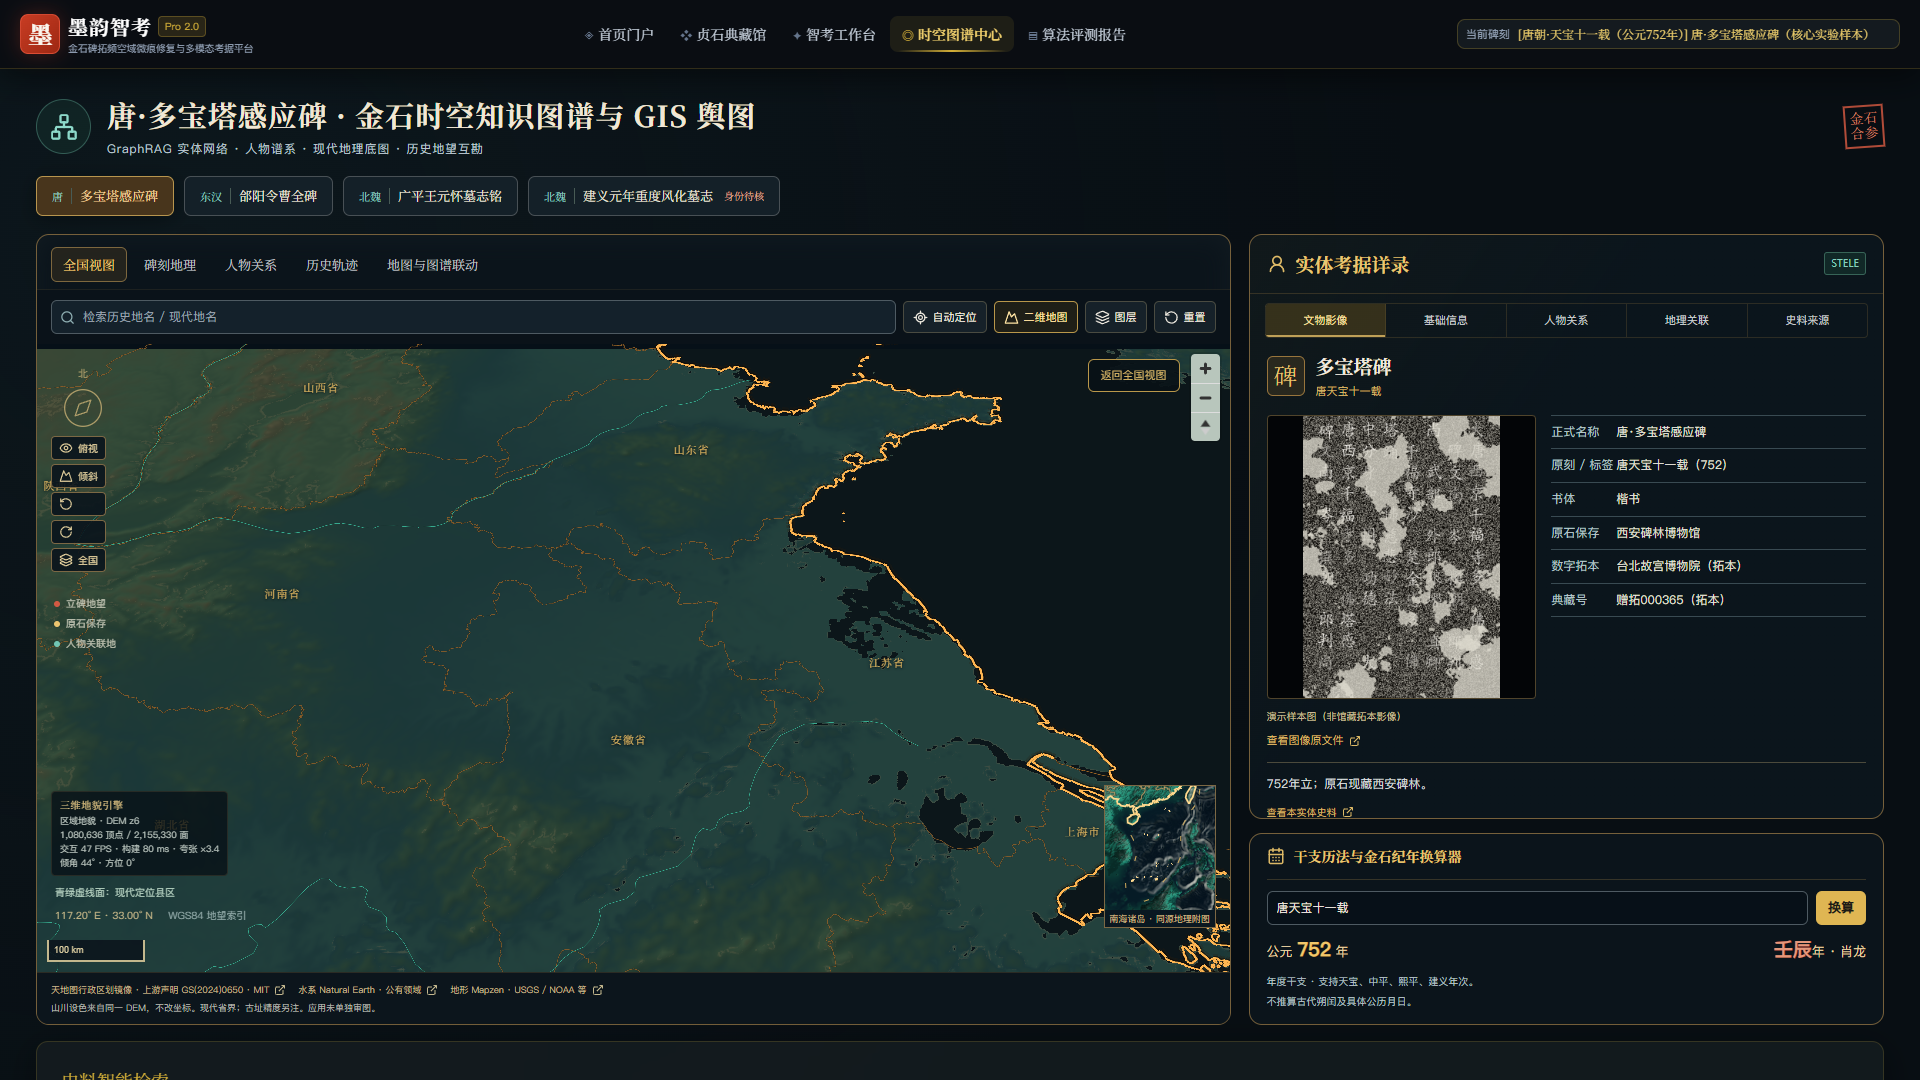 墨 墨韵智考 Pro 2.0
金石碑拓频空域微痕修复与多模态考据平台
首页门户 贞石典藏馆 智考工作台 时空图谱中心 算法评测报告
当前碑刻 [唐朝·天宝十一载（公元752年）] 唐·多宝塔感应碑（核心实验样本）
唐·多宝塔感应碑 · 金石时空知识图谱与 GIS 舆图
GraphRAG 实体网络 · 人物谱系 · 现代地理底图 · 历史地望互勘
金石
合参
唐 多宝塔感应碑
东汉 郃阳令曹全碑
北魏 广平王元怀墓志铭
北魏 建义元年重度风化墓志 身份待核
全国视图 碑刻地理 人物关系 历史轨迹 地图与图谱联动
检索历史地名 / 现代地名
自动定位 二维地图 图层 重置
返回全国视图
+
−
北
俯视
倾斜
全国
立碑地望
原石保存
人物关联地
山西省
山东省
河南省
江苏省
安徽省
上海市
三维地貌引擎
区域地貌 · DEM z6
1,080,636 顶点 / 2,155,330 面
交互 47 FPS · 构建 80 ms · 夸张 x3.4
倾角 44° · 方位 0°
青绿虚线面：现代定位县区
117.20° E · 33.00° N WGS84 地望索引
100 km
南海诸岛 · 同源地理附图
天地图行政区划镜像 · 上游声明 GS(2024)0650 · MIT 水系 Natural Earth · 公有领域 地形 Mapzen · USGS / NOAA 等
山川设色来自同一 DEM，不改坐标。现代省界；古址精度另注。应用未单独审图。
实体考据详录
STELE
文物影像 基础信息 人物关系 地理关联 史料来源
碑 多宝塔碑
唐天宝十一载
正式名称 唐·多宝塔感应碑
原刻 / 标签 唐天宝十一载（752）
书体 楷书
原石保存 西安碑林博物馆
数字拓本 台北故宫博物院（拓本）
典藏号 赠拓000365（拓本）
演示样本图（非馆藏拓本影像）
查看图像原文件
752年立；原石现藏西安碑林。
查看本实体史料
干支历法与金石纪年换算器
唐天宝十一载
换算
公元 752 年
壬辰年 · 肖龙
年度干支 · 支持天宝、中平、熙平、建义年次。
不推算古代朔闰及具体公历月日。
史料智能检索